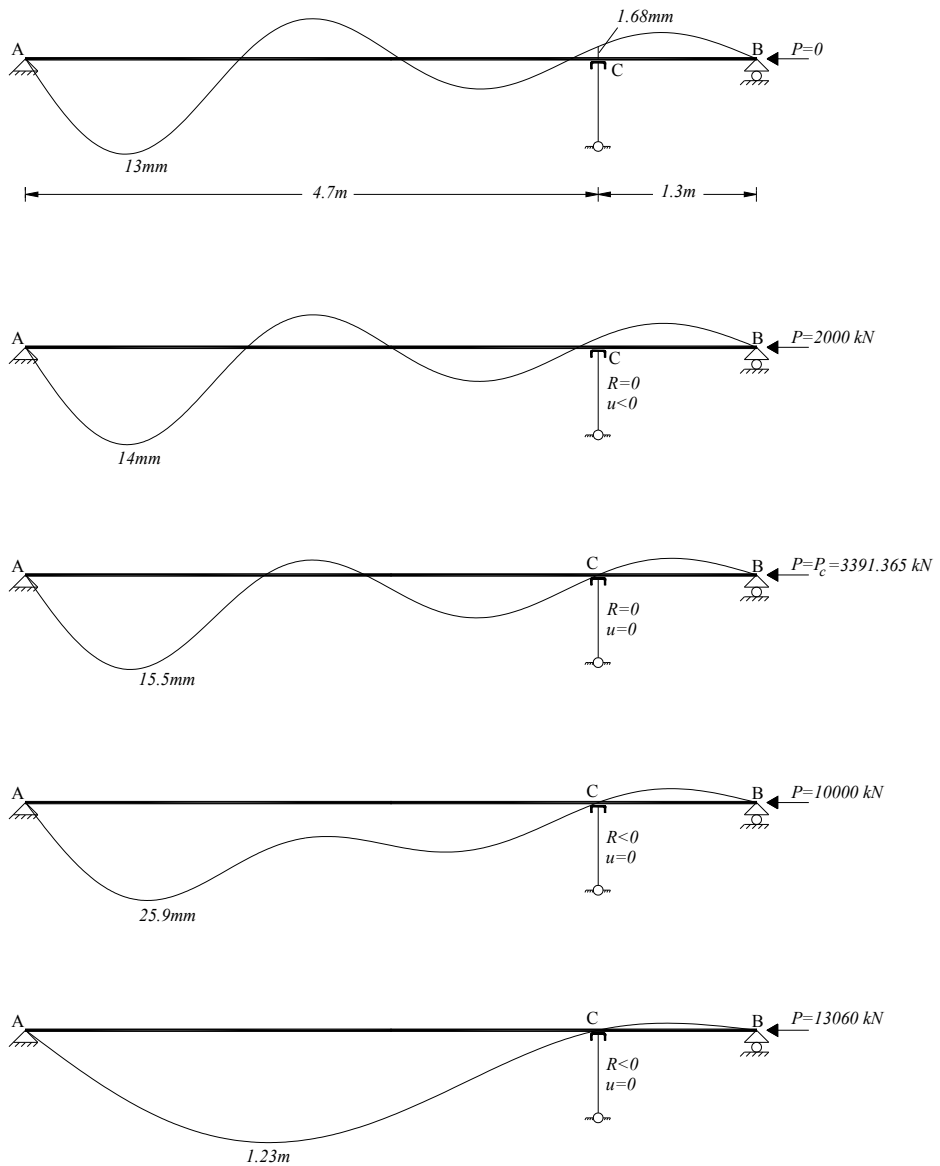 1.68mm
A
B
P=0
C
13mm
4.7m
1.3m
A
B
P=2000 kN
C
R=0
u<0
14mm
A
C
B
P=Pc=3391.365 kN
R=0
u=0
15.5mm
A
C
B
P=10000 kN
R<0
u=0
25.9mm
A
C
B
P=13060 kN
R<0
u=0
1.23m